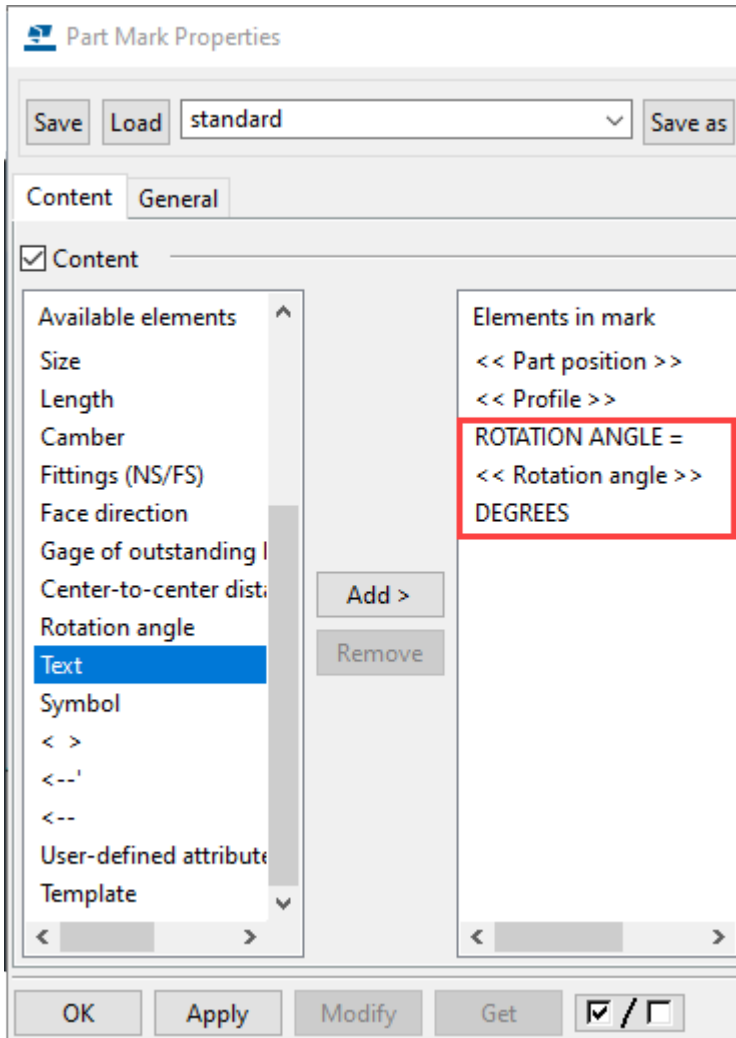 Part Mark Properties
Save Load standard Save as
Content General
Content
Available elements
Size
Length
Camber
Fittings (NS/FS)
Face direction
Gage of outstanding l
Center-to-center dista
Rotation angle
Text
Symbol
< >
<--'
<--
User-defined attribute
Template
Add >
Remove
Elements in mark
<< Part position >>
<< Profile >>
ROTATION ANGLE =
<< Rotation angle >>
DEGREES
OK Apply Modify Get /